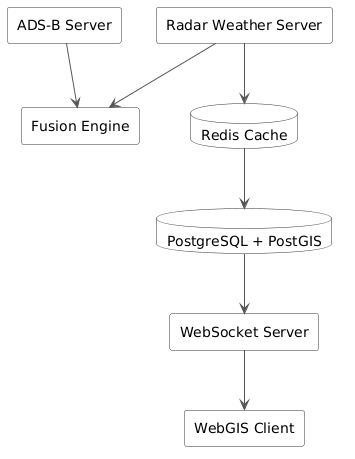 ADS-B Server
Radar Weather Server
Fusion Engine
Redis Cache
PostgreSQL + PostGIS
WebSocket Server
WebGIS Client